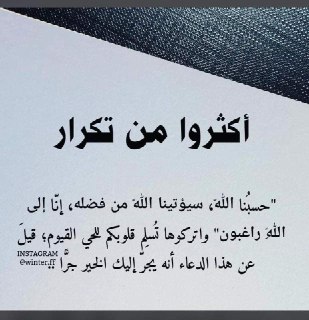 أكثروا من تكرار
"حسبُنا اللهَ، سيؤتينا اللهَ من فضله، إنّا إلى
اللهَ راغبون" واتركوها تُسلِم قلوبكم للحي القيوم؛ قيلَ
عن هذا الدعاء أنه يجرّ إليك الخير جرًّا ..
INSTAGRAM
@winter.ff